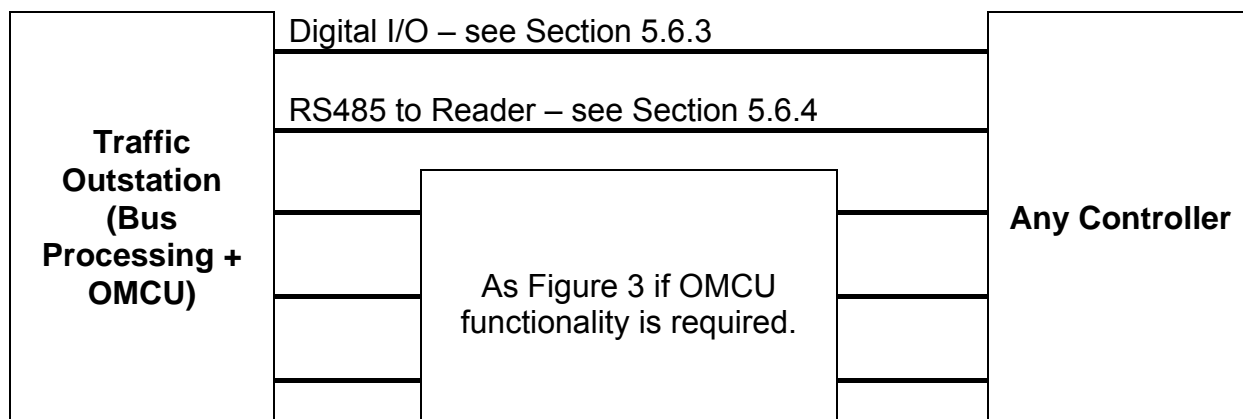 Digital I/O – see Section 5.6.3
RS485 to Reader – see Section 5.6.4
Traffic
Outstation
(Bus
Processing +
OMCU)
As Figure 3 if OMCU
functionality is required.
Any Controller